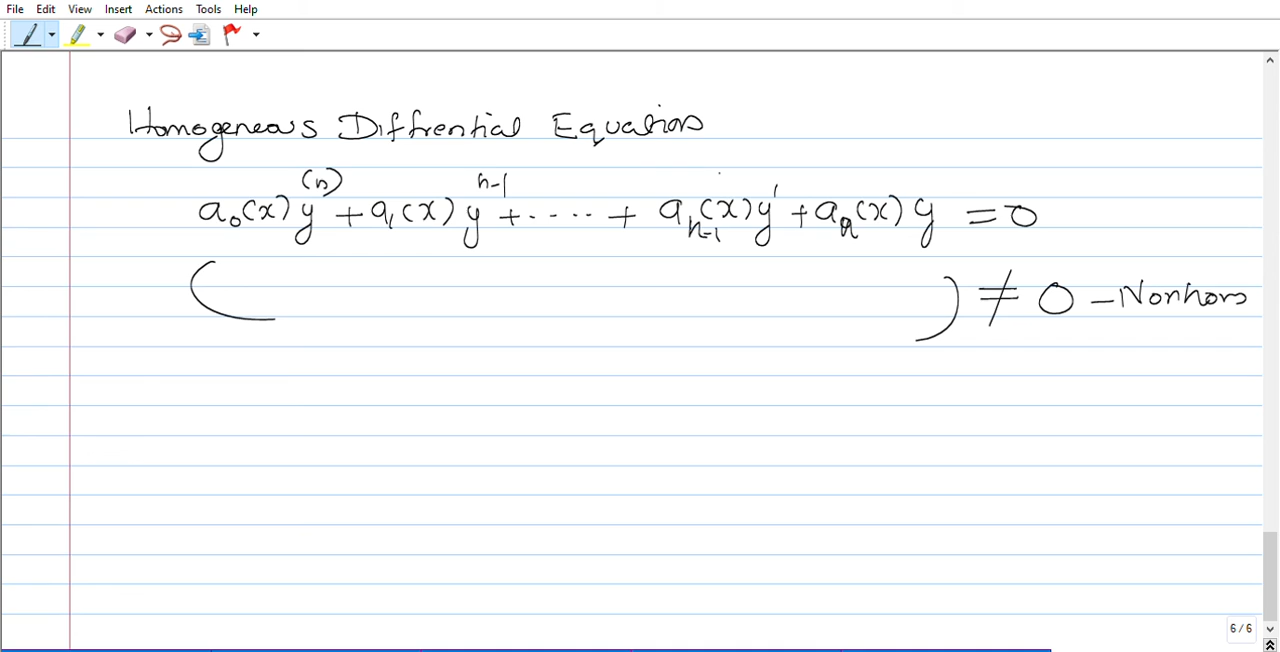 File Edit View Insert Actions Tools Help
Homogeneous Diffrential Equations
a₀(x) y⁽ⁿ⁾ + a₁(x) yⁿ⁻¹ + ..... + aₙ₋₁(x) y' + aₙ(x) y = 0
( ) ≠ 0 – Nonhom
6 / 6